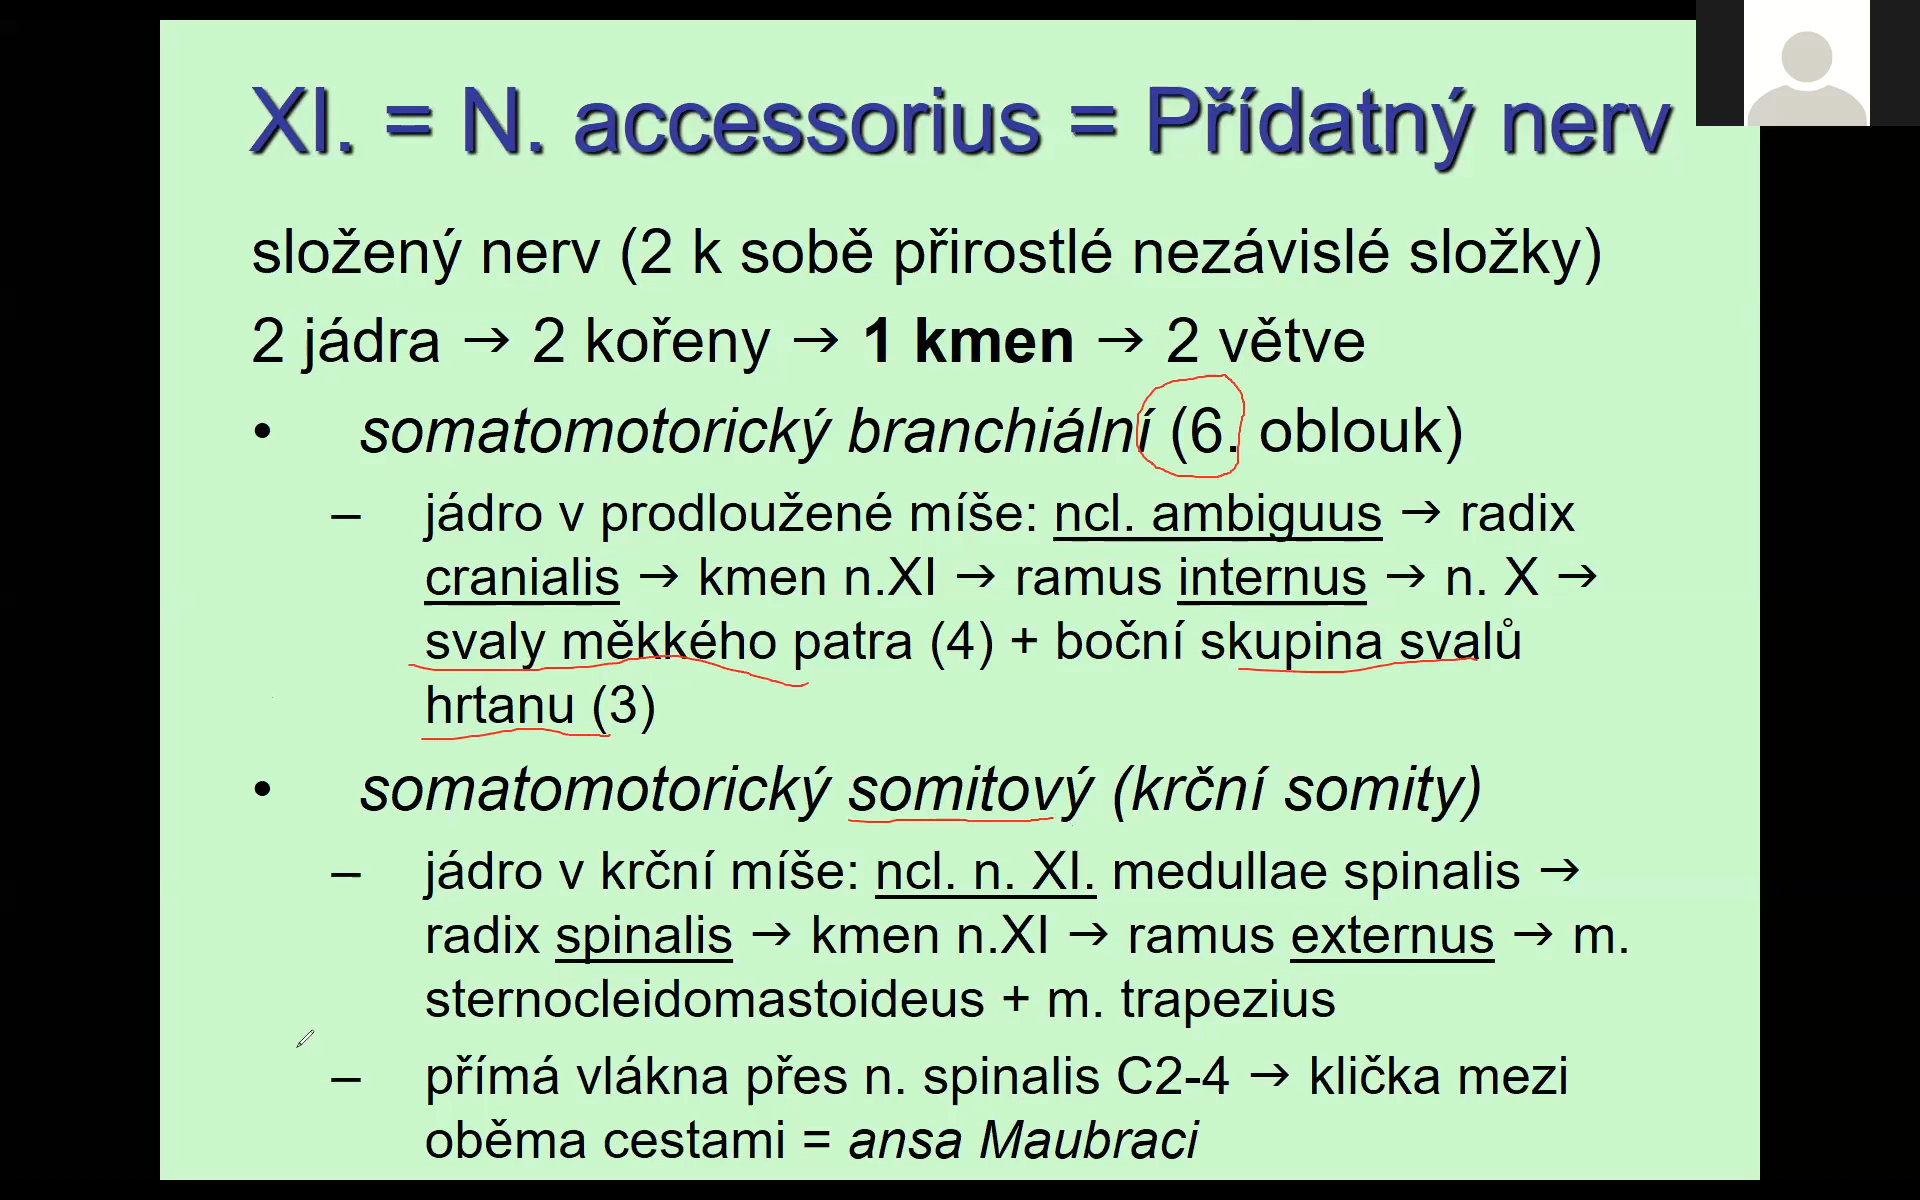 XI. = N. accessorius = Přídatný nerv
složený nerv (2 k sobě přirostlé nezávislé složky)
2 jádra → 2 kořeny → 1 kmen → 2 větve
• somatomotorický branchiální (6. oblouk)
– jádro v prodloužené míše: ncl. ambiguus → radix
cranialis → kmen n.XI → ramus internus → n. X →
svaly měkkého patra (4) + boční skupina svalů
hrtanu (3)
• somatomotorický somitový (krční somity)
– jádro v krční míše: ncl. n. XI. medullae spinalis →
radix spinalis → kmen n.XI → ramus externus → m.
sternocleidomastoideus + m. trapezius
– přímá vlákna přes n. spinalis C2-4 → klička mezi
oběma cestami = ansa Maubraci